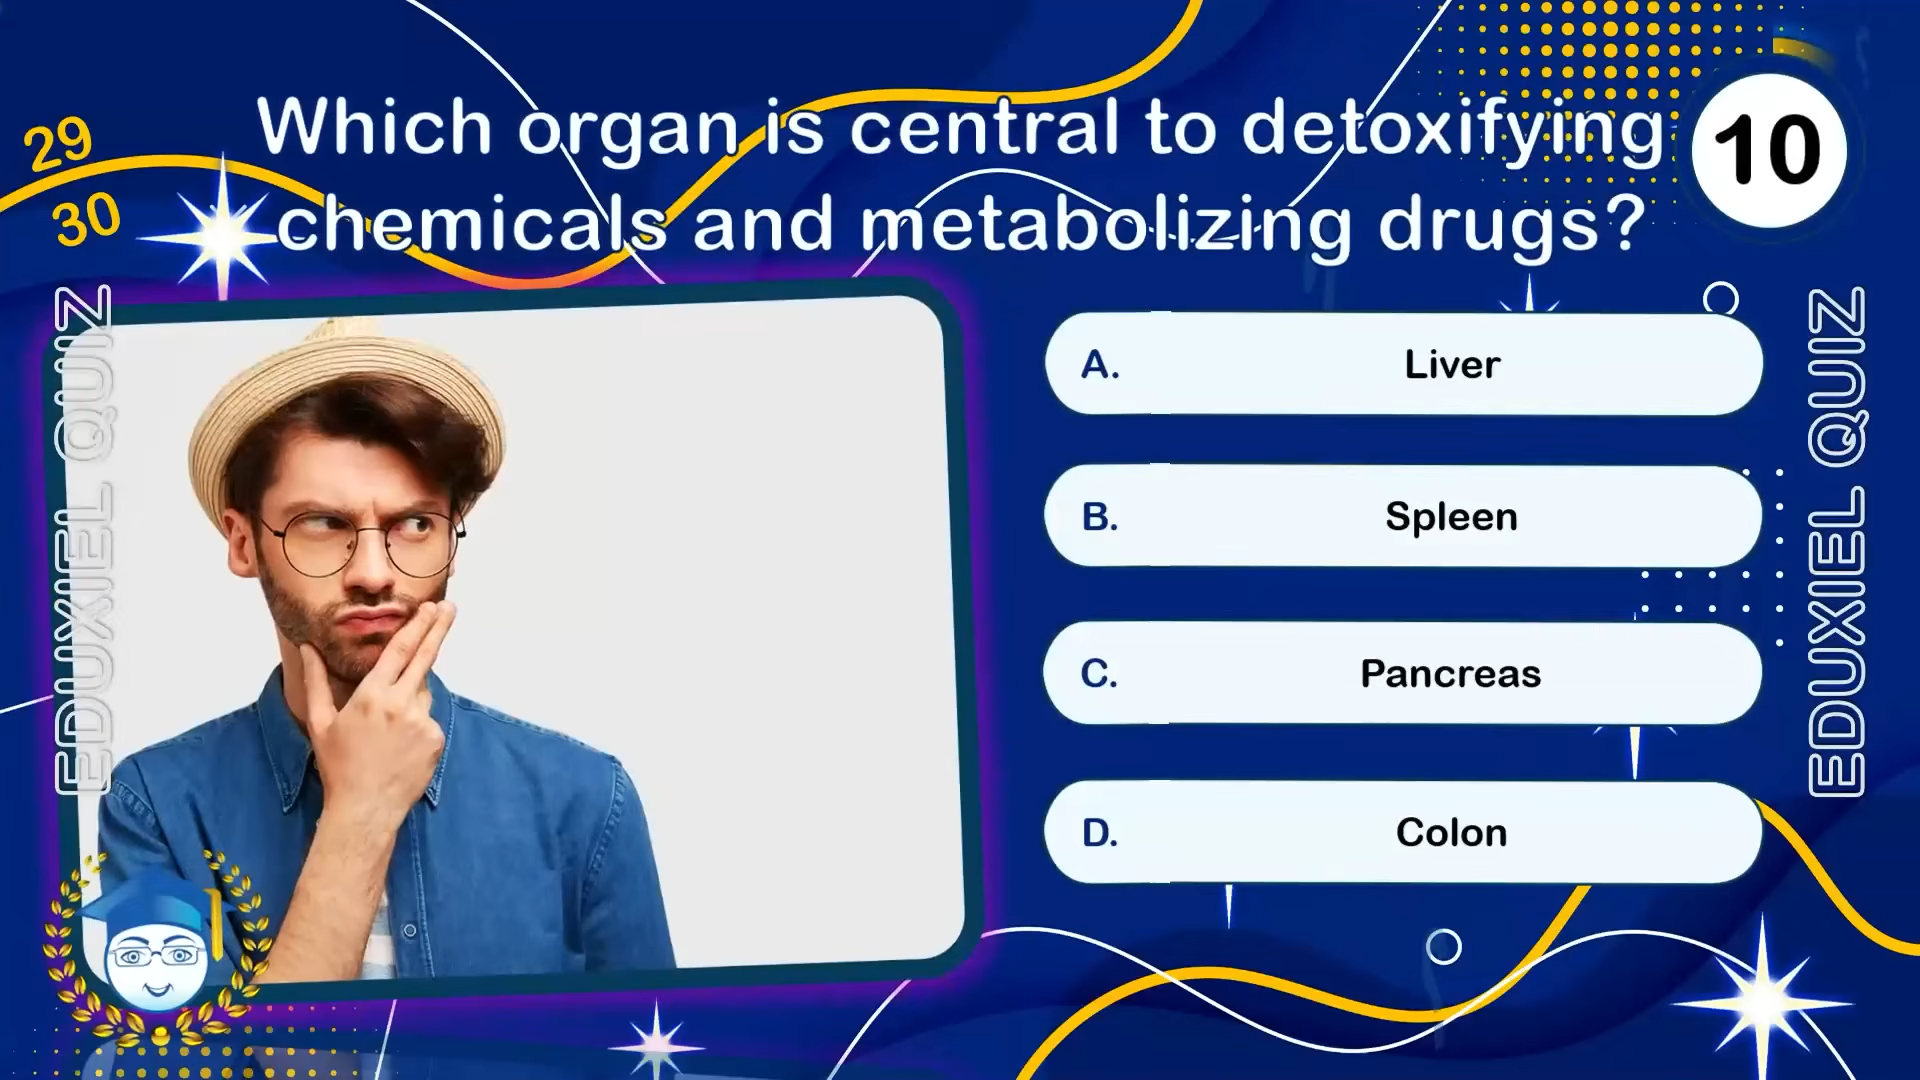 29
30
Which organ is central to detoxifying
chemicals and metabolizing drugs?
10
EDUXIEL QUIZ
A. Liver
B. Spleen
C. Pancreas
D. Colon
EDUXIEL QUIZ